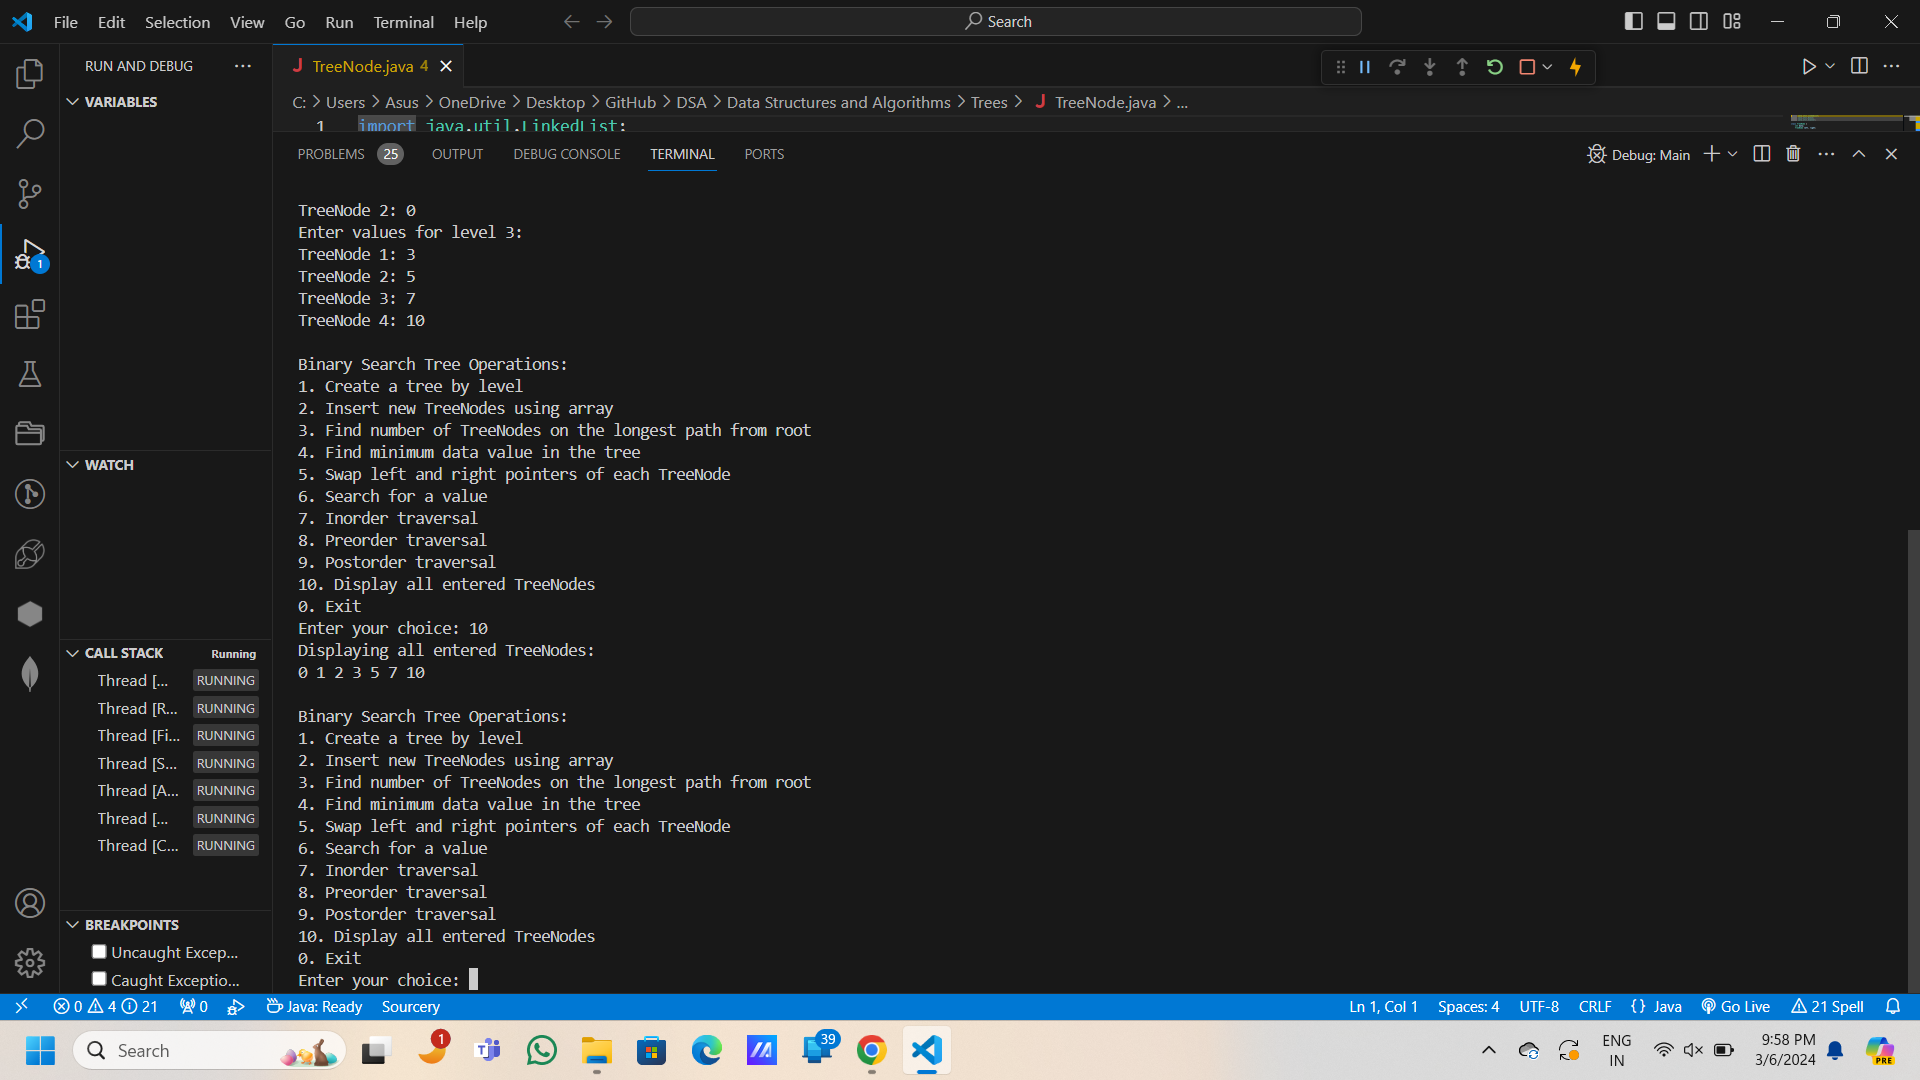 File Edit Selection View Go Run Terminal Help Search
RUN AND DEBUG
TreeNode.java 4
VARIABLES
C: > Users > Asus > OneDrive > Desktop > GitHub > DSA > Data Structures and Algorithms > Trees > TreeNode.java > ...
1 import java.util.LinkedList;
PROBLEMS 25 OUTPUT DEBUG CONSOLE TERMINAL PORTS
Debug: Main
TreeNode 2: 0
Enter values for level 3:
TreeNode 1: 3
TreeNode 2: 5
TreeNode 3: 7
TreeNode 4: 10
Binary Search Tree Operations:
1. Create a tree by level
2. Insert new TreeNodes using array
3. Find number of TreeNodes on the longest path from root
4. Find minimum data value in the tree
5. Swap left and right pointers of each TreeNode
6. Search for a value
7. Inorder traversal
8. Preorder traversal
9. Postorder traversal
10. Display all entered TreeNodes
0. Exit
Enter your choice: 10
Displaying all entered TreeNodes:
0 1 2 3 5 7 10
Binary Search Tree Operations:
1. Create a tree by level
2. Insert new TreeNodes using array
3. Find number of TreeNodes on the longest path from root
4. Find minimum data value in the tree
5. Swap left and right pointers of each TreeNode
6. Search for a value
7. Inorder traversal
8. Preorder traversal
9. Postorder traversal
10. Display all entered TreeNodes
0. Exit
Enter your choice:
1
WATCH
CALL STACK Running
Thread [... RUNNING
Thread [R... RUNNING
Thread [Fi... RUNNING
Thread [S... RUNNING
Thread [A... RUNNING
Thread [... RUNNING
Thread [C... RUNNING
BREAKPOINTS
Uncaught Excep...
Caught Exceptio...
0 4 21 0 Java: Ready Sourcery
Ln 1, Col 1 Spaces: 4 UTF-8 CRLF {} Java Go Live 21 Spell
Search
1
39
ENG
IN
9:58 PM
3/6/2024
PRE